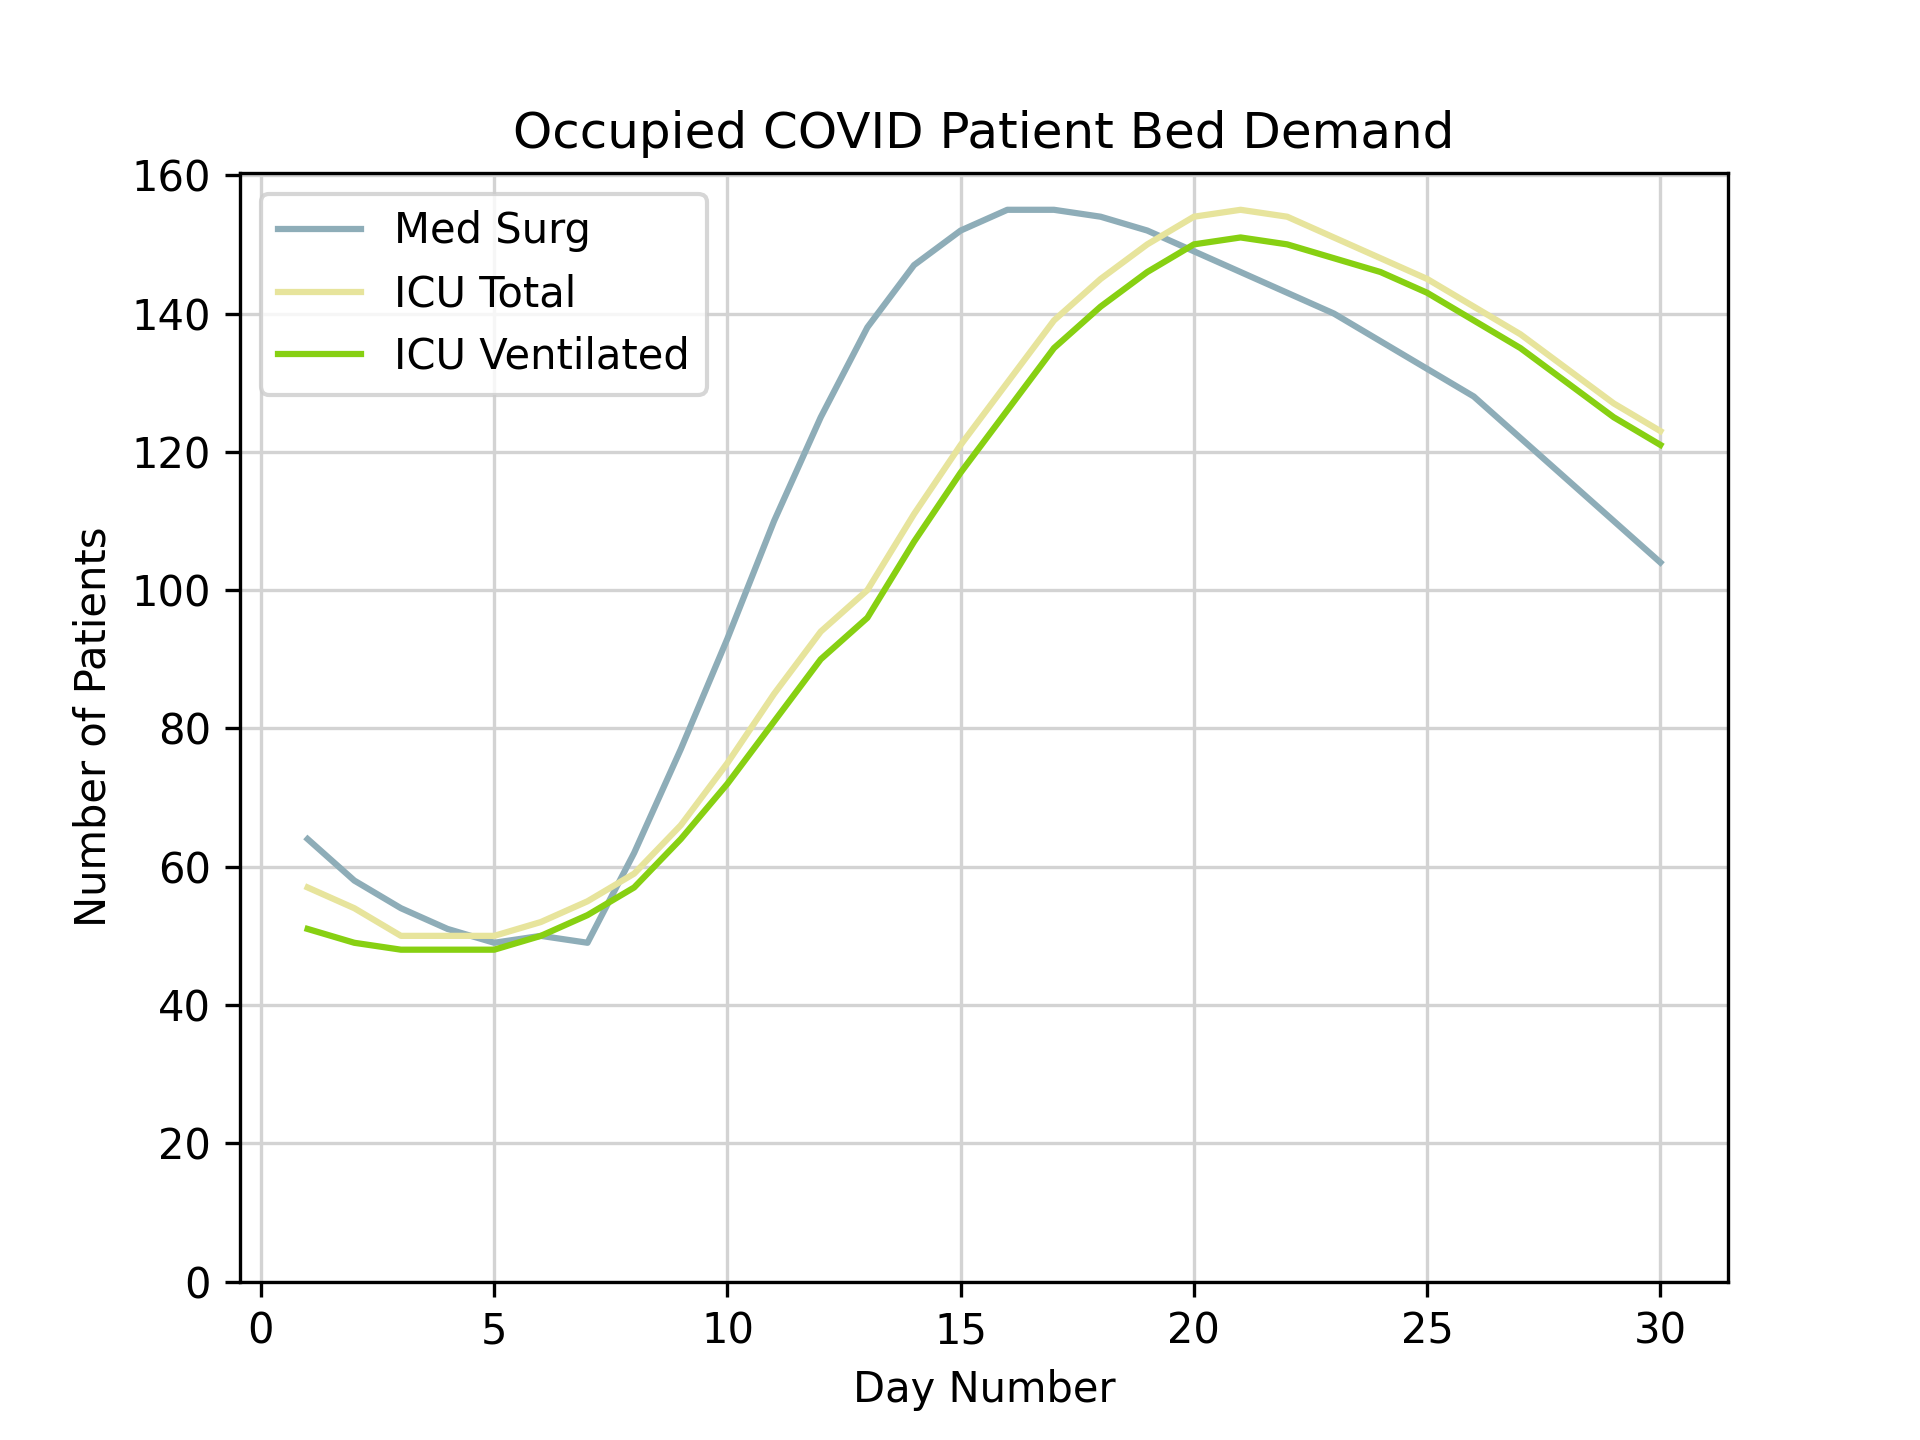 Occupied COVID Patient Bed Demand
Med Surg
ICU Total
ICU Ventilated
Number of Patients
160
140
120
100
80
60
40
20
0
0 5 10 15 20 25 30
Day Number